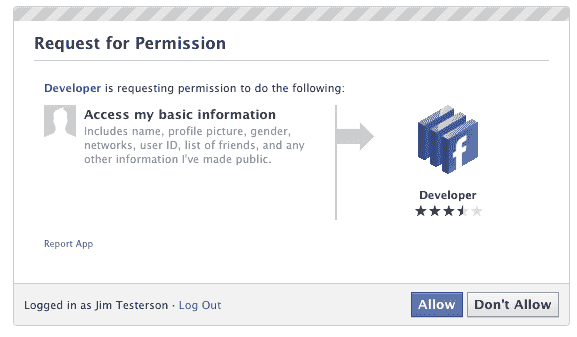 Request for Permission
Developer is requesting permission to do the following:
Access my basic information
Includes name, profile picture, gender,
networks, user ID, list of friends, and any
other information I've made public.
f
Developer
Report App
Logged in as Jim Testerson · Log Out
Allow
Don't Allow